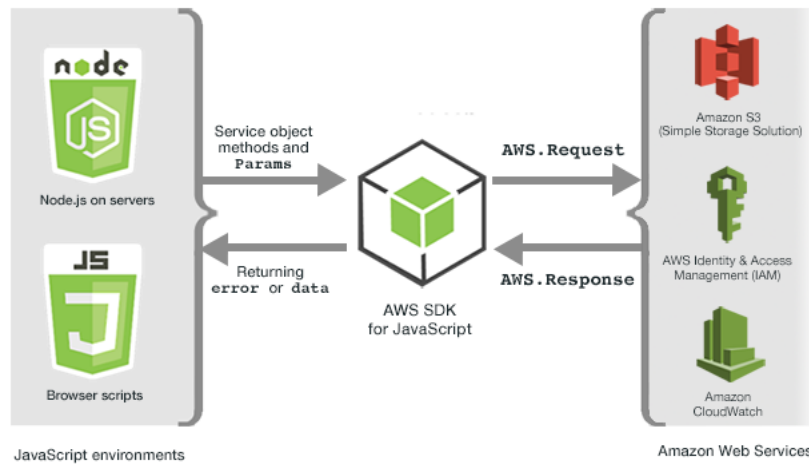 node
JS
Node.js on servers
JS
Browser scripts
JavaScript environments
Service object
methods and
Params
Returning
error or data
AWS SDK
for JavaScript
AWS.Request
AWS.Response
Amazon S3
(Simple Storage Solution)
AWS Identity & Access
Management (IAM)
Amazon
CloudWatch
Amazon Web Services